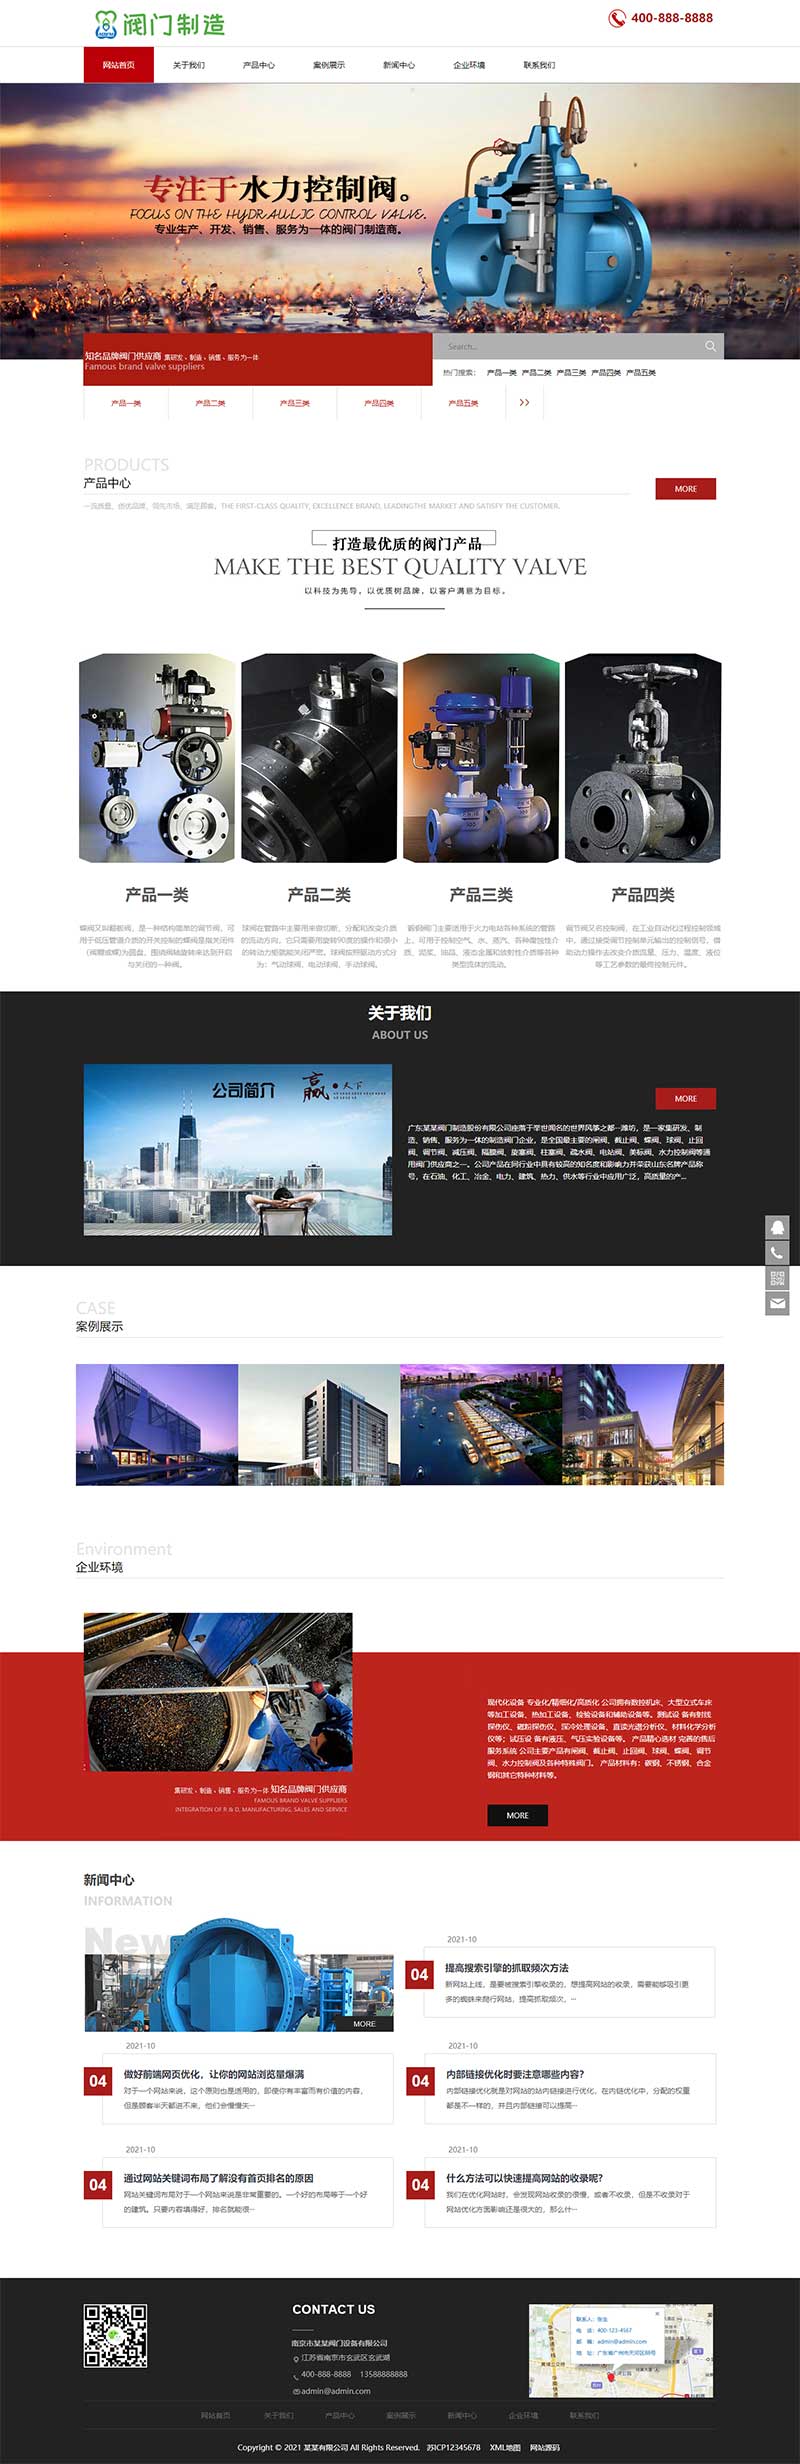 阀门制造
400-888-8888
网站首页 关于我们 产品中心 案例展示 新闻中心 企业环境 联系我们
专注于水力控制阀。
FOCUS ON THE HYDRAULIC CONTROL VALVE.
专业生产、开发、销售、服务为一体的阀门制造商。
知名品牌阀门供应商 集研发、制造、销售、服务为一体
Famous brand valve suppliers
Search...
热门搜索： 产品一类 产品二类 产品三类 产品四类 产品五类
产品一类 产品二类 产品三类 产品四类 产品五类 >>
PRODUCTS
产品中心
MORE
一流质量、创优品牌、领先市场、满足顾客。THE FIRST-CLASS QUALITY, EXCELLENCE BRAND, LEADINGTHE MARKET AND SATISFY THE CUSTOMER.
打造最优质的阀门产品
MAKE THE BEST QUALITY VALVE
以科技为先导，以优质树品牌，以客户满意为目标。
产品一类
蝶阀又叫翻板阀，是一种结构简单的调节阀，可
用于低压管道介质的开关控制的蝶阀是指关闭件
（阀瓣或蝶)为圆盘，围绕阀轴旋转来达到开启
与关闭的一种阀。
产品二类
球阀在管路中主要用来做切断、分配和改变介质
的流动方向，它只需要用旋转90度的操作和很小
的转动力矩就能关闭严密。球阀按照驱动方式分
为：气动球阀，电动球阀，手动球阀。
产品三类
锻钢阀门主要适用于火力电站各种系统的管路
上，可用于控制空气、水、蒸汽、各种腐蚀性介
质、泥浆、油品、液态金属和放射性介质等各种
类型流体的流动。
产品四类
调节阀又名控制阀，在工业自动化过程控制领域
中，通过接受调节控制单元输出的控制信号，借
助动力操作去改变介质流量、压力、温度、液位
等工艺参数的最终控制元件。
关于我们
ABOUT US
公司简介 赢·天下
MORE
广东某某阀门制造股份有限公司座落于举世闻名的世界风筝之都--潍坊，是一家集研发、制
造、销售、服务为一体的制造阀门企业，是全国最主要的闸阀、截止阀、蝶阀、球阀、止回
阀、调节阀、减压阀、隔膜阀、旋塞阀、柱塞阀、疏水阀、电站阀、美标阀、水力控制阀等通
用阀门供应商之一。公司产品在同行业中具有较高的知名度和影响力并荣获山东名牌产品称
号，在石油、化工、冶金、电力、建筑、热力、供水等行业中应用广泛，高质量的产...
CASE
案例展示
Environment
企业环境
现代化设备 专业化/精细化/高质化 公司拥有数控机床、大型立式车床
等加工设备、热加工设备、检验设备和辅助设备等。测试设 备有射线
探伤仪、磁粉探伤仪、深冷处理设备、直读光谱分析仪、材料化学分析
仪等；试压设 备有液压、气压实验设备等。 产品精心选材 完善的售后
服务系统 公司主要产品有闸阀、截止阀、止回阀、球阀、蝶阀、调节
阀、水力控制阀及各种特殊阀门。 产品材料有：碳钢、不锈钢、合金
钢和其它特种材料等。
集研发、制造、销售、服务为一体 知名品牌阀门供应商
FAMOUS BRAND VALVE SUPPLIERS
INTEGRATION OF R & D, MANUFACTURING, SALES AND SERVICE
MORE
新闻中心
INFORMATION
New
MORE
2021-10
04
提高搜索引擎的抓取频次方法
新网站上线，是要被搜索引擎收录的，想提高网站的收录，需要能够吸引更
多的蜘蛛来爬行网站，提高抓取频次，···
2021-10
04
做好前端网页优化，让你的网站浏览量爆满
对于一个网站来说，这个原则也是适用的，即使你有丰富而有价值的内容，
但是顾客半天都进不来，他们会慢慢失···
2021-10
04
内部链接优化时要注意哪些内容?
内部链接优化就是对网站的站内链接进行优化，在内链优化中，分配的权重
都是不一样的，并且内部链接可以提高···
2021-10
04
通过网站关键词布局了解没有首页排名的原因
网站关键词布局对于一个网站来说是非常重要的。一个好的布局等于一个好
的建筑。只要内容填得好，排名就能很···
2021-10
04
什么方法可以快速提高网站的收录呢?
我们在优化网站时，会发现网站收录的很慢，或者不收录，但是不收录对于
网站优化方面影响还是很大的，那么什···
CONTACT US
南京市某某阀门设备有限公司
江苏省南京市玄武区玄武湖
400-888-8888 13588888888
admin@admin.com
联系人：张生
电 话：400-123-4567
邮 箱：admin@admin.com
地 址：广东省广州市天河区88号
网站首页 关于我们 产品中心 案例展示 新闻中心 企业环境 联系我们
Copyright © 2021 某某有限公司 All Rights Reserved. 苏ICP12345678 XML地图 网站源码